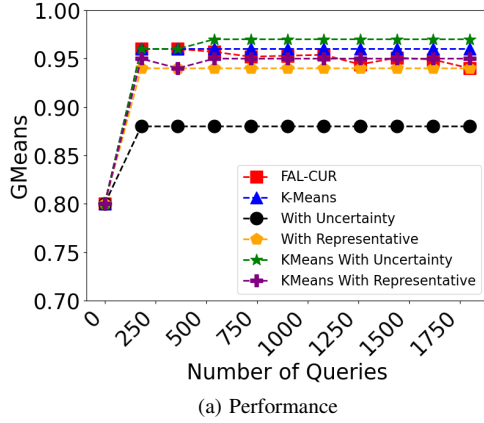 1.00
0.95
0.90
0.85
0.80
0.75
0.70
GMeans
FAL-CUR
K-Means
With Uncertainty
With Representative
KMeans With Uncertainty
KMeans With Representative
0 250 500 750 1000 1250 1500 1750
Number of Queries
(a) Performance